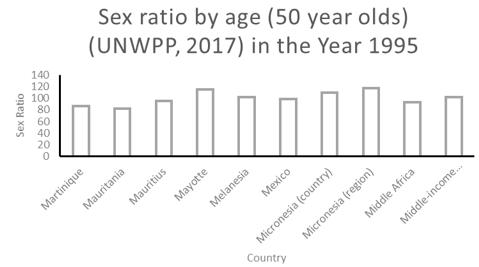 Sex ratio by age (50 year olds)
(UNWPP, 2017) in the Year 1995
140
120
100
80
60
40
20
0
Sex Ratio
Martinique
Mauritania
Mauritius
Mayotte
Melanesia
Mexico
Micronesia (country)
Micronesia (region)
Middle Africa
Middle-income...
Country